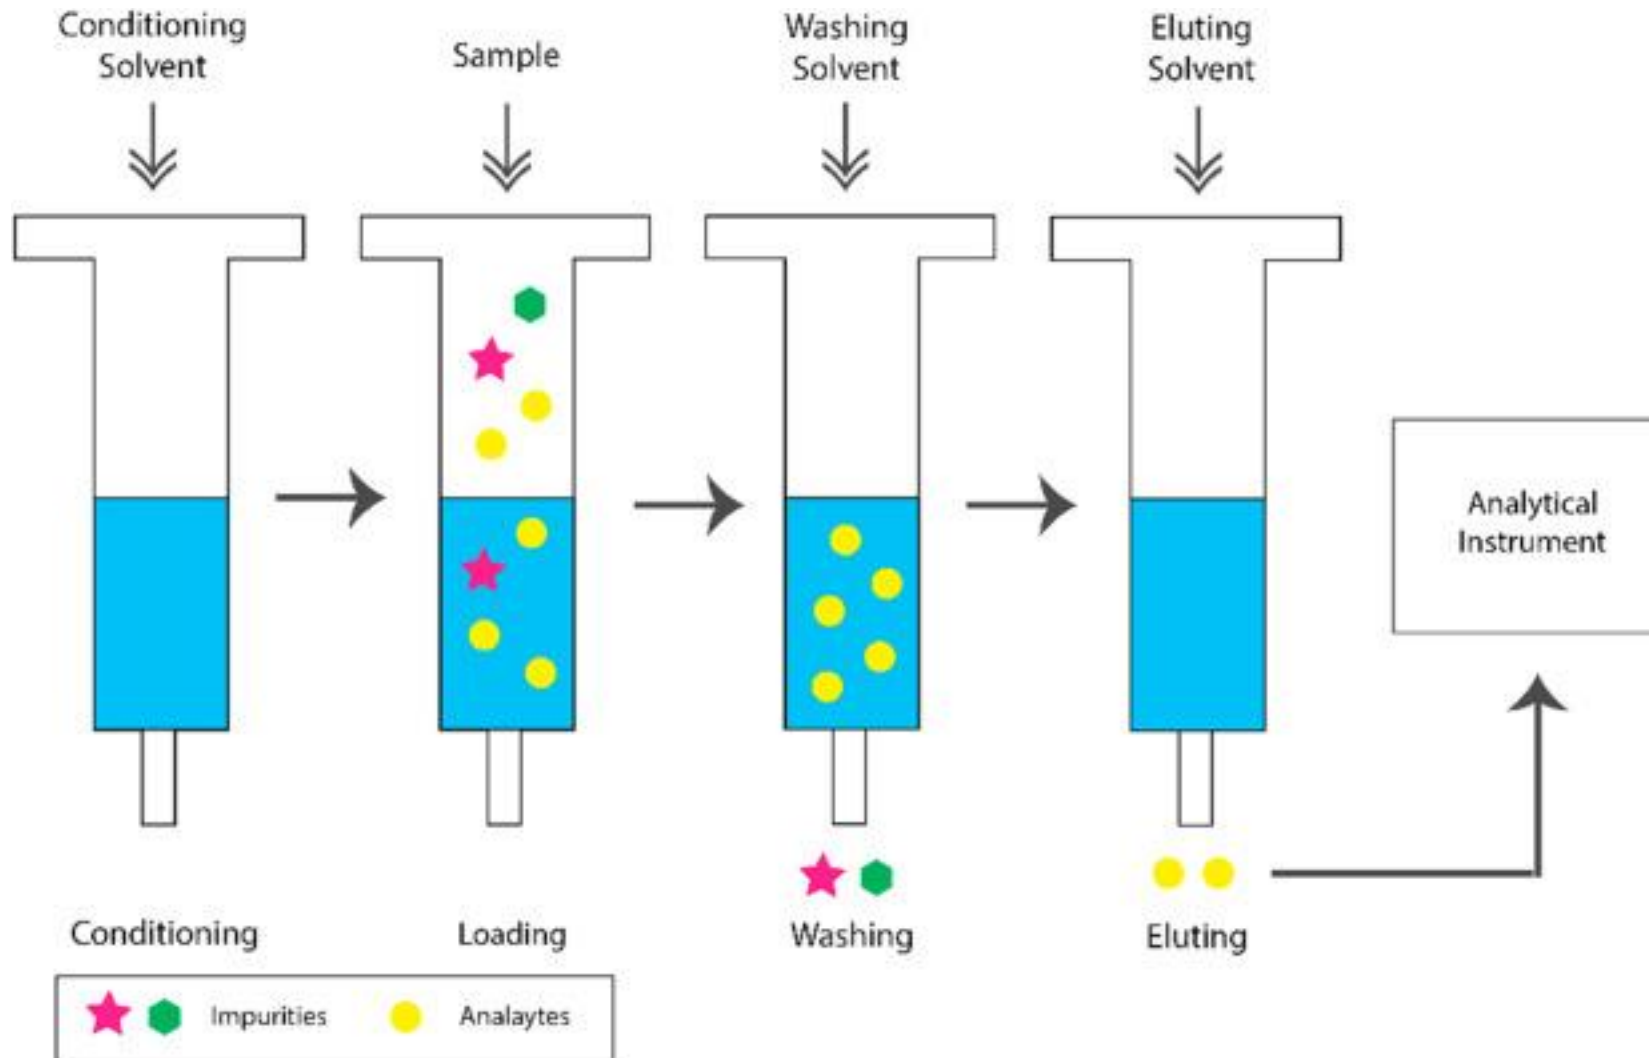 Conditioning
Solvent
Sample
Washing
Solvent
Eluting
Solvent
Analytical
Instrument
Conditioning
Loading
Washing
Eluting
Impurities
Analaytes